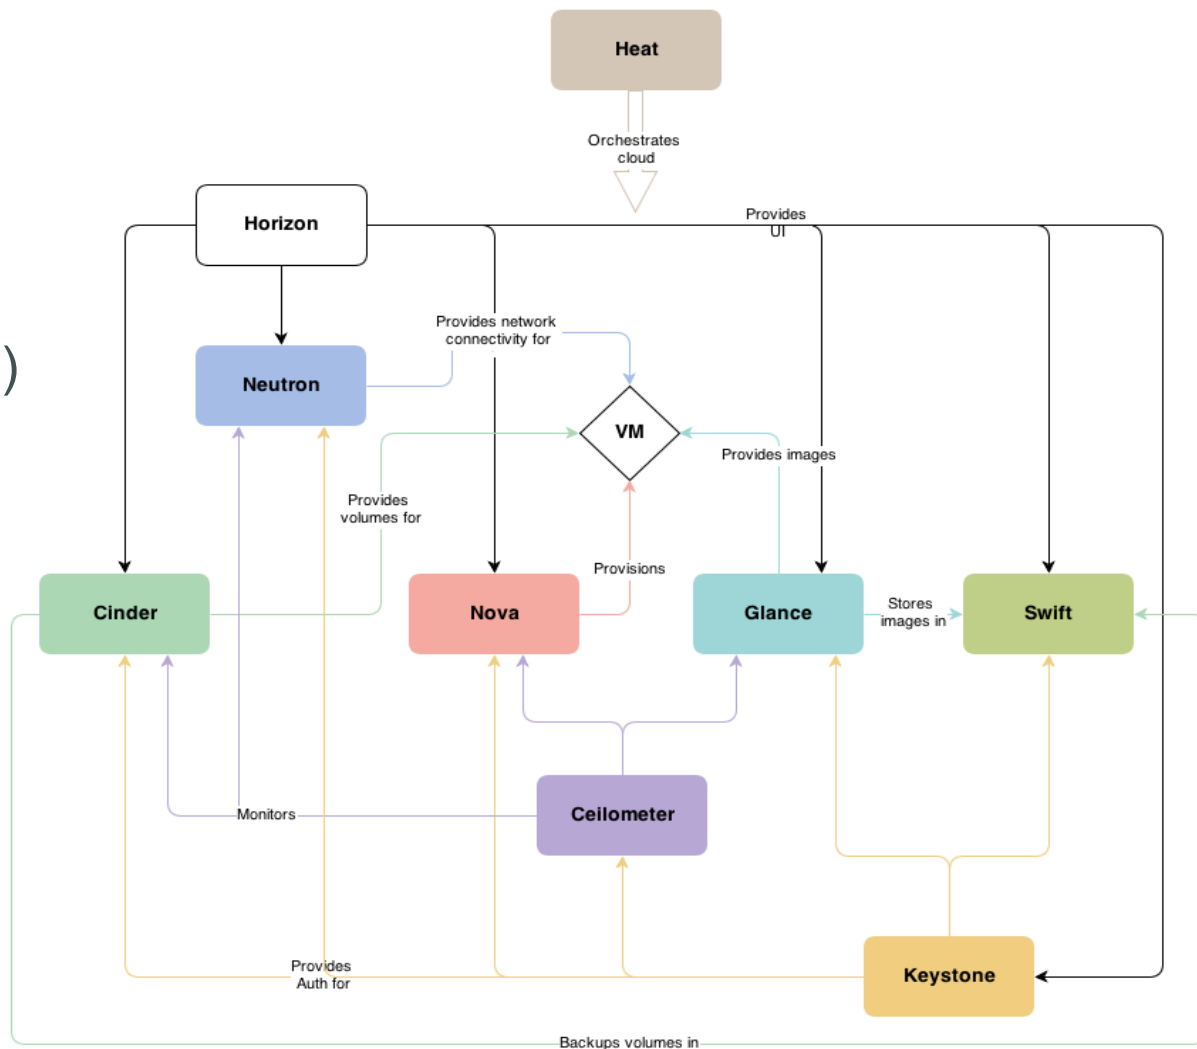 Heat
Orchestrates
cloud
Horizon
Provides
UI
Provides network
connectivity for
)
Neutron
VM
Provides images
Provides
volumes for
Provisions
Cinder
Nova
Glance
Stores
images in
Swift
Ceilometer
Monitors
Provides
Auth for
Keystone
Backups volumes in